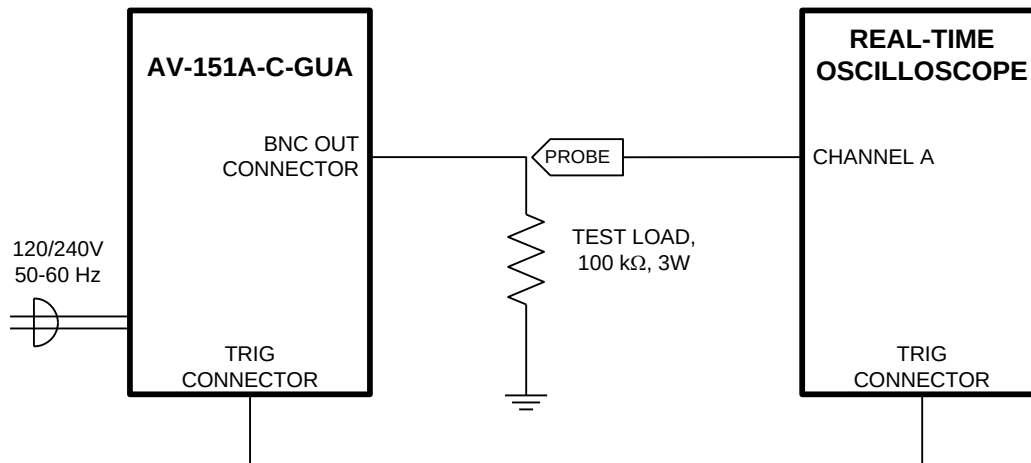 AV-151A-C-GUA
BNC OUT
CONNECTOR
120/240V
50-60 Hz
TRIG
CONNECTOR
PROBE
TEST LOAD,
100 kΩ, 3W
REAL-TIME
OSCILLOSCOPE
CHANNEL A
TRIG
CONNECTOR